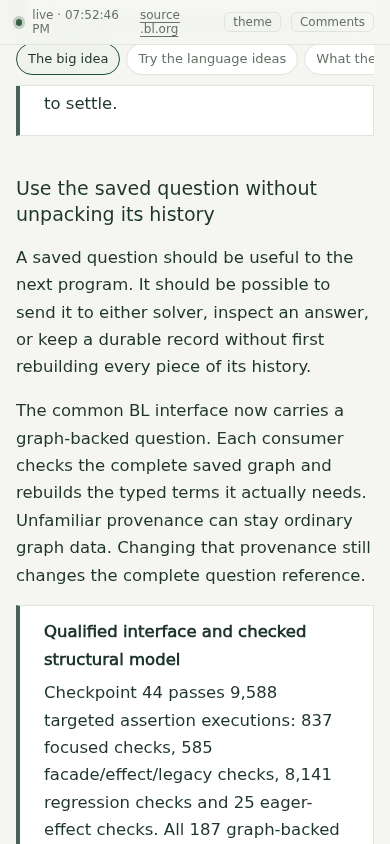 live · 07:52:46 PM
source.bl.org
theme
Comments
The big idea
Try the language ideas
What the
to settle.
Use the saved question without
unpacking its history
A saved question should be useful to the
next program. It should be possible to
send it to either solver, inspect an answer,
or keep a durable record without first
rebuilding every piece of its history.
The common BL interface now carries a
graph-backed question. Each consumer
checks the complete saved graph and
rebuilds the typed terms it actually needs.
Unfamiliar provenance can stay ordinary
graph data. Changing that provenance still
changes the complete question reference.
Qualified interface and checked
structural model
Checkpoint 44 passes 9,588
targeted assertion executions: 837
focused checks, 585
facade/effect/legacy checks, 8,141
regression checks and 25 eager-
effect checks. All 187 graph-backed